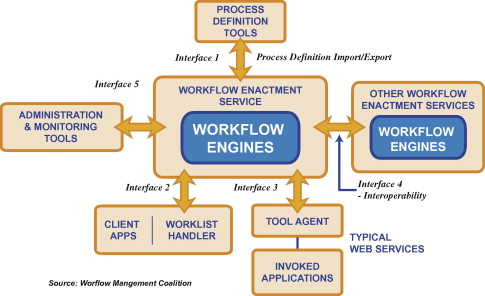 PROCESS
DEFINITION
TOOLS
Interface 1
Process Definition Import/Export
Interface 5
WORKFLOW ENACTMENT
SERVICE
WORKFLOW
ENGINES
ADMINISTRATION
& MONITORING
TOOLS
OTHER WORKFLOW
ENACTMENT SERVICES
WORKFLOW
ENGINES
Interface 2
Interface 3
Interface 4
- Interoperability
CLIENT
APPS
WORKLIST
HANDLER
TOOL AGENT
TYPICAL
WEB SERVICES
INVOKED
APPLICATIONS
Source: Worflow Mangement Coalition